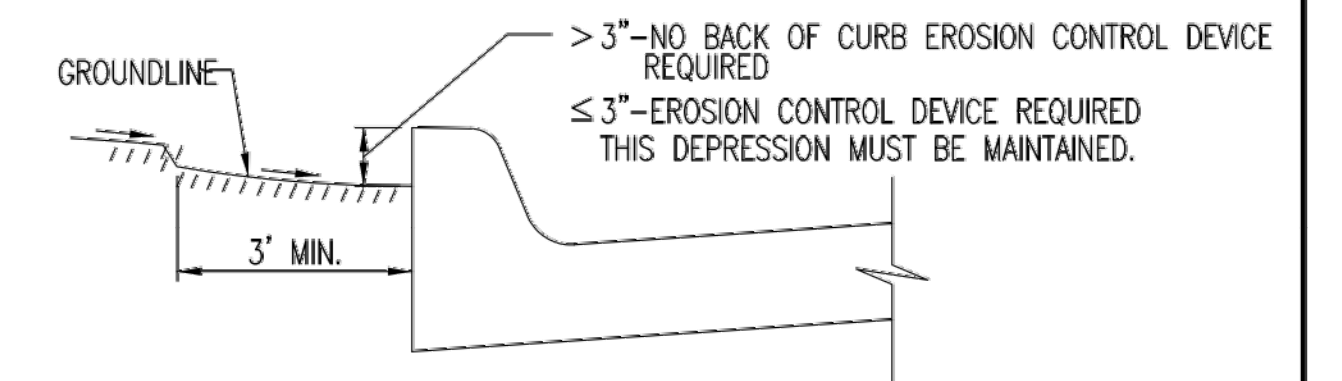 > 3"-NO BACK OF CURB EROSION CONTROL DEVICE
REQUIRED
GROUNDLINE
≤ 3"-EROSION CONTROL DEVICE REQUIRED
THIS DEPRESSION MUST BE MAINTAINED.
3' MIN.